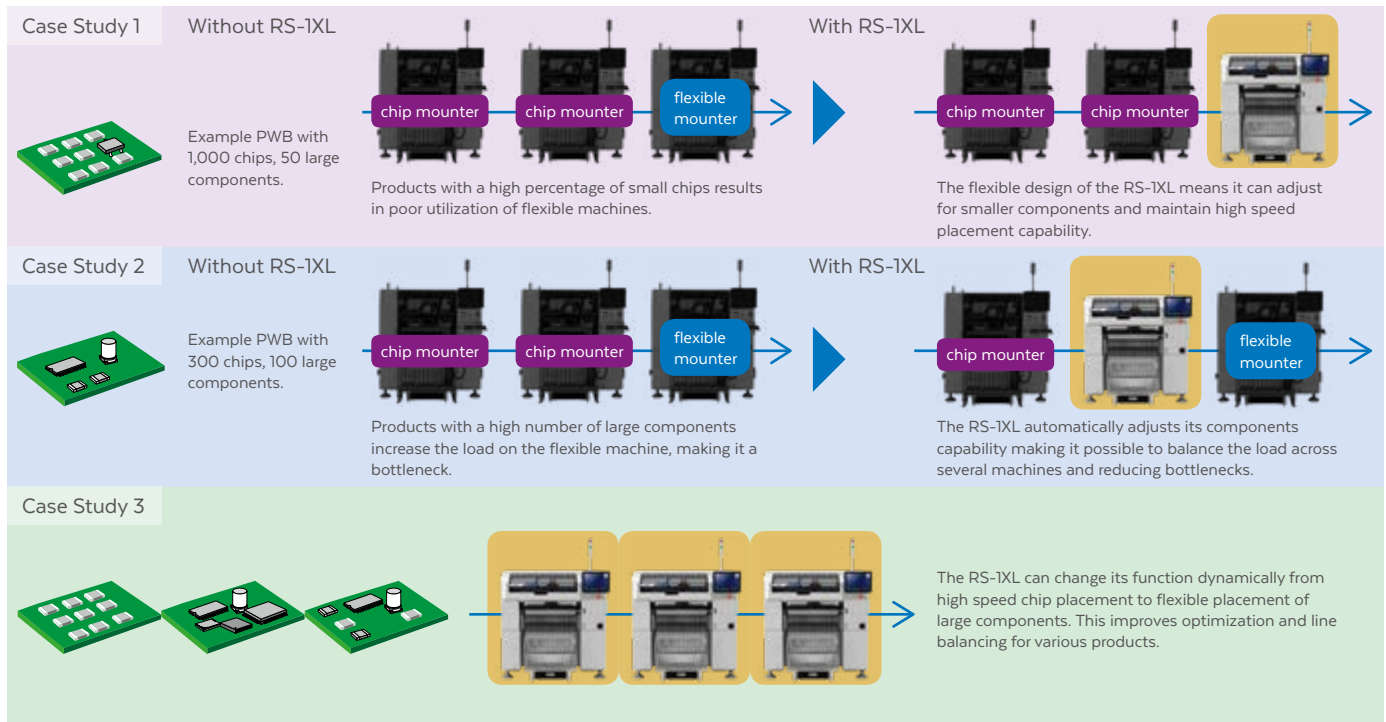 Case Study 1
Without RS-1XL
With RS-1XL
Example PWB with
1,000 chips, 50 large
components.
chip mounter
chip mounter
flexible
mounter
Products with a high percentage of small chips results
in poor utilization of flexible machines.
chip mounter
chip mounter
The flexible design of the RS-1XL means it can adjust
for smaller components and maintain high speed
placement capability.
Case Study 2
Without RS-1XL
With RS-1XL
Example PWB with
300 chips, 100 large
components.
chip mounter
chip mounter
flexible
mounter
Products with a high number of large components
increase the load on the flexible machine, making it a
bottleneck.
chip mounter
flexible
mounter
The RS-1XL automatically adjusts its components
capability making it possible to balance the load across
several machines and reducing bottlenecks.
Case Study 3
The RS-1XL can change its function dynamically from
high speed chip placement to flexible placement of
large components. This improves optimization and line
balancing for various products.